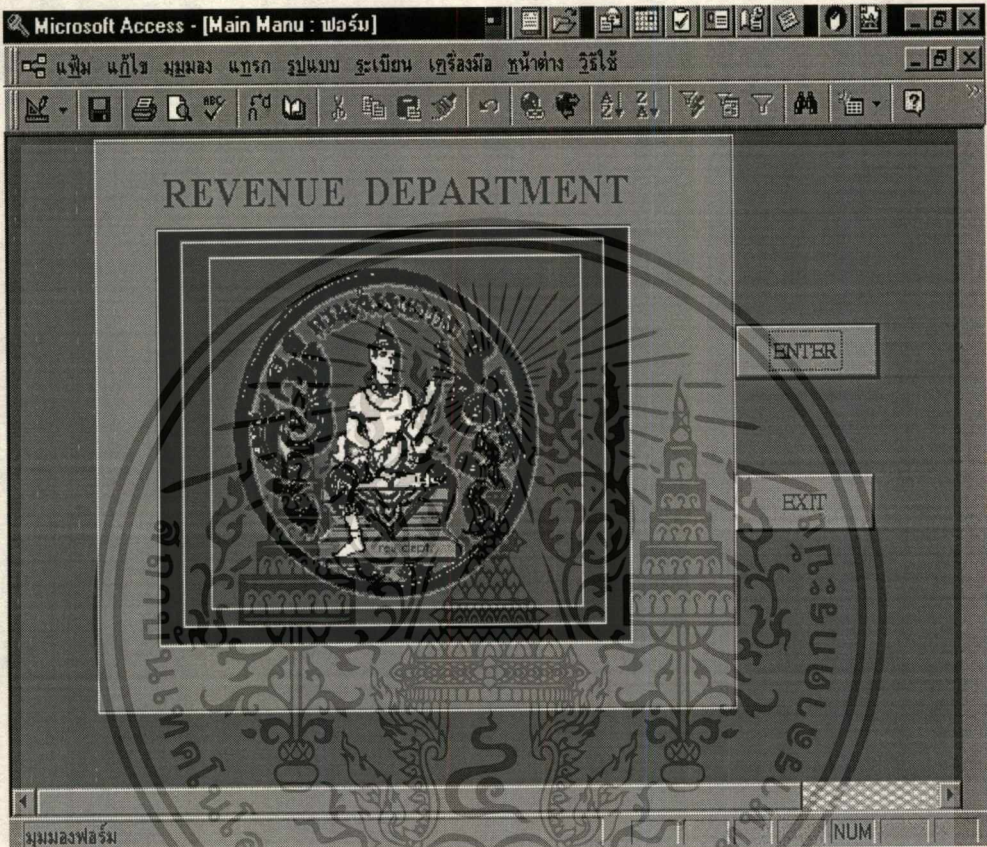 Microsoft Access - [Main Manu : ฟอร์ม]
แฟ้ม แก้ไข มุมมอง แทรก รูปแบบ ระเบียน เครื่องมือ หน้าต่าง วิธีใช้
REVENUE DEPARTMENT
ENTER
EXIT
มุมมองฟอร์ม
NUM